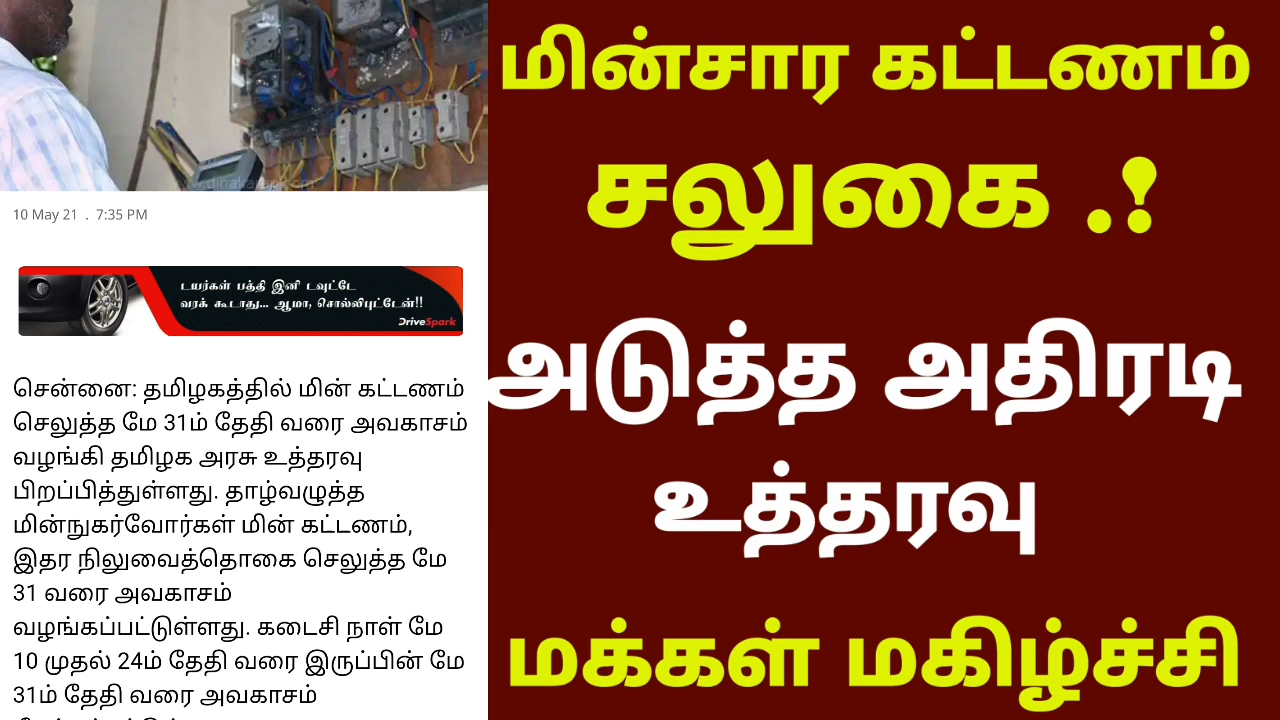 www.dinakaran.com
10 May 21 . 7:35 PM
டயர்கள் பத்தி இனி டவுட்டே
வரக் கூடாது... ஆமா, சொல்லிபுட்டேன்!!
DriveSpark
சென்னை: தமிழகத்தில் மின் கட்டணம்
செலுத்த மே 31ம் தேதி வரை அவகாசம்
வழங்கி தமிழக அரசு உத்தரவு
பிறப்பித்துள்ளது. தாழ்வழுத்த
மின்நுகர்வோர்கள் மின் கட்டணம்,
இதர நிலுவைத்தொகை செலுத்த மே
31 வரை அவகாசம்
வழங்கப்பட்டுள்ளது. கடைசி நாள் மே
10 முதல் 24ம் தேதி வரை இருப்பின் மே
31ம் தேதி வரை அவகாசம்
மின்சார கட்டணம்
சலுகை .!
அடுத்த அதிரடி
உத்தரவு
மக்கள் மகிழ்ச்சி